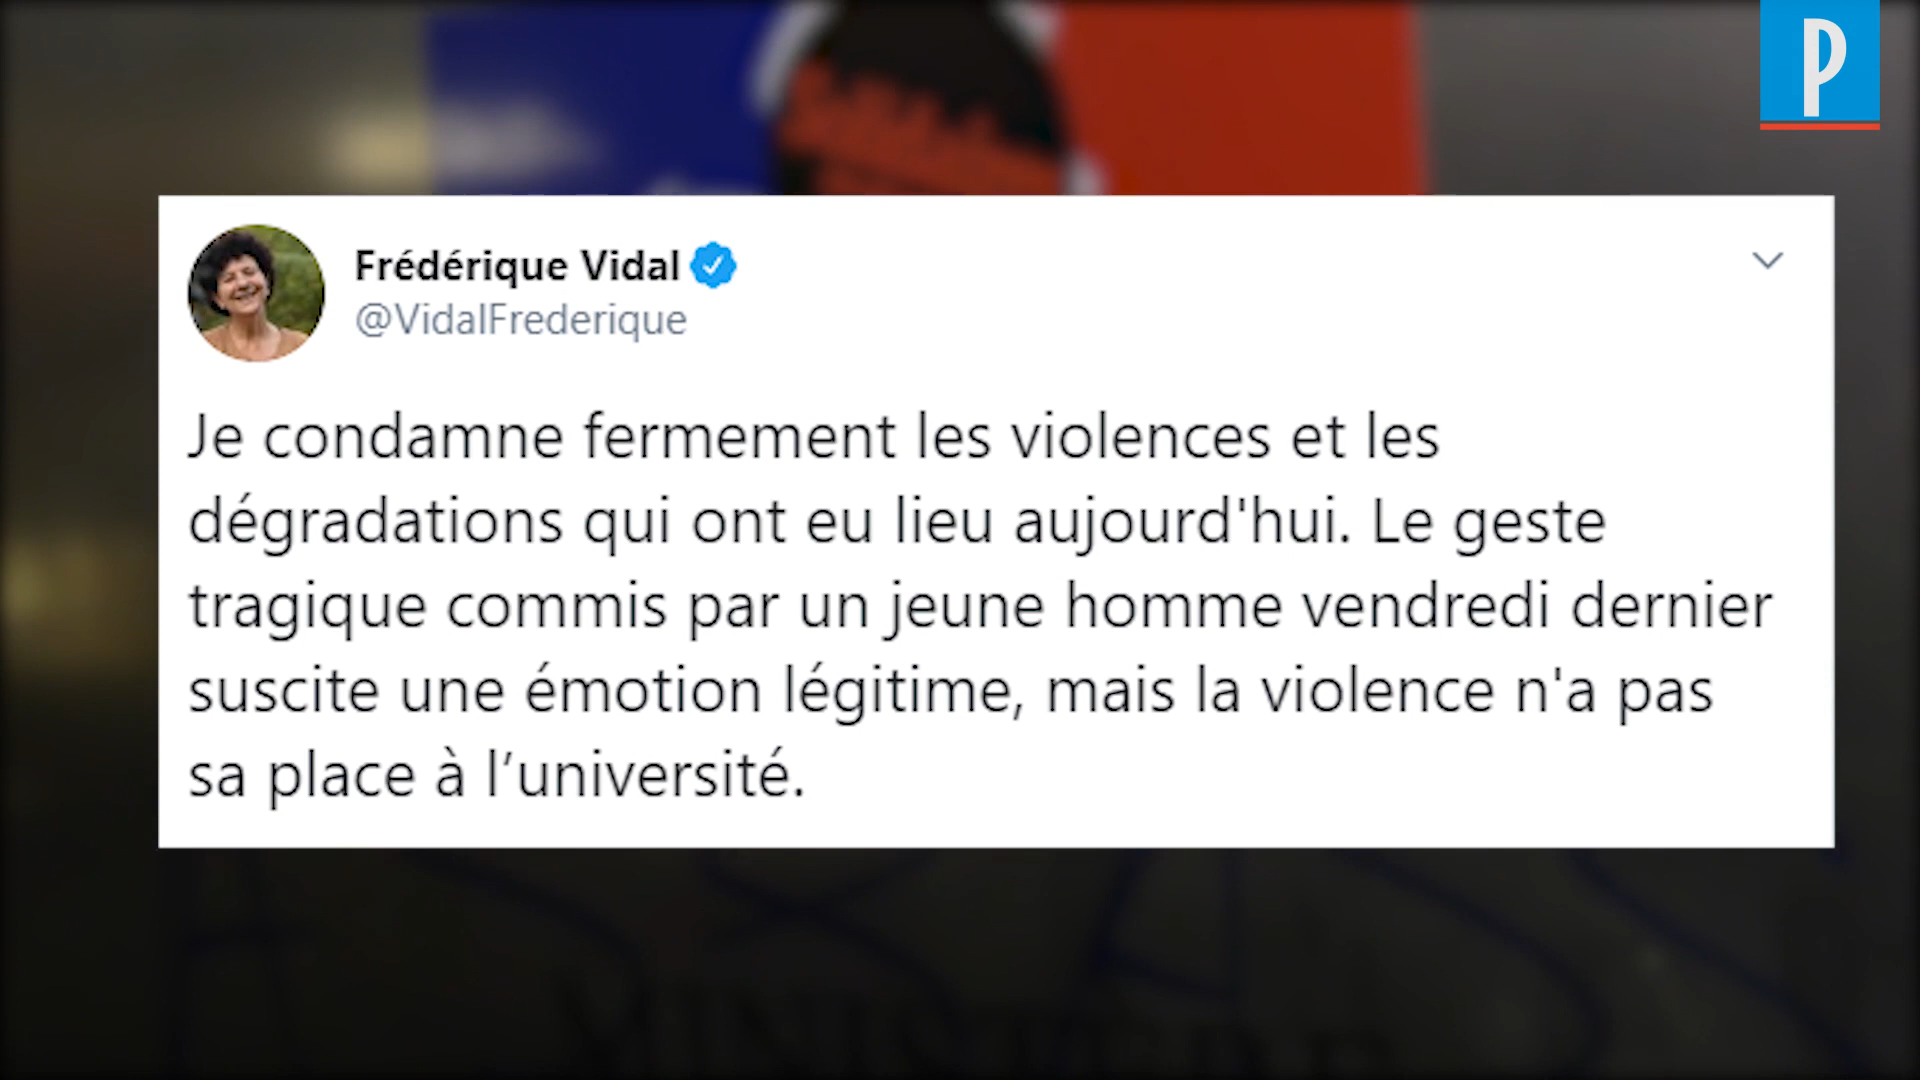 P
Frédérique Vidal
@VidalFrederique
Je condamne fermement les violences et les
dégradations qui ont eu lieu aujourd'hui. Le geste
tragique commis par un jeune homme vendredi dernier
suscite une émotion légitime, mais la violence n'a pas
sa place à l’université.